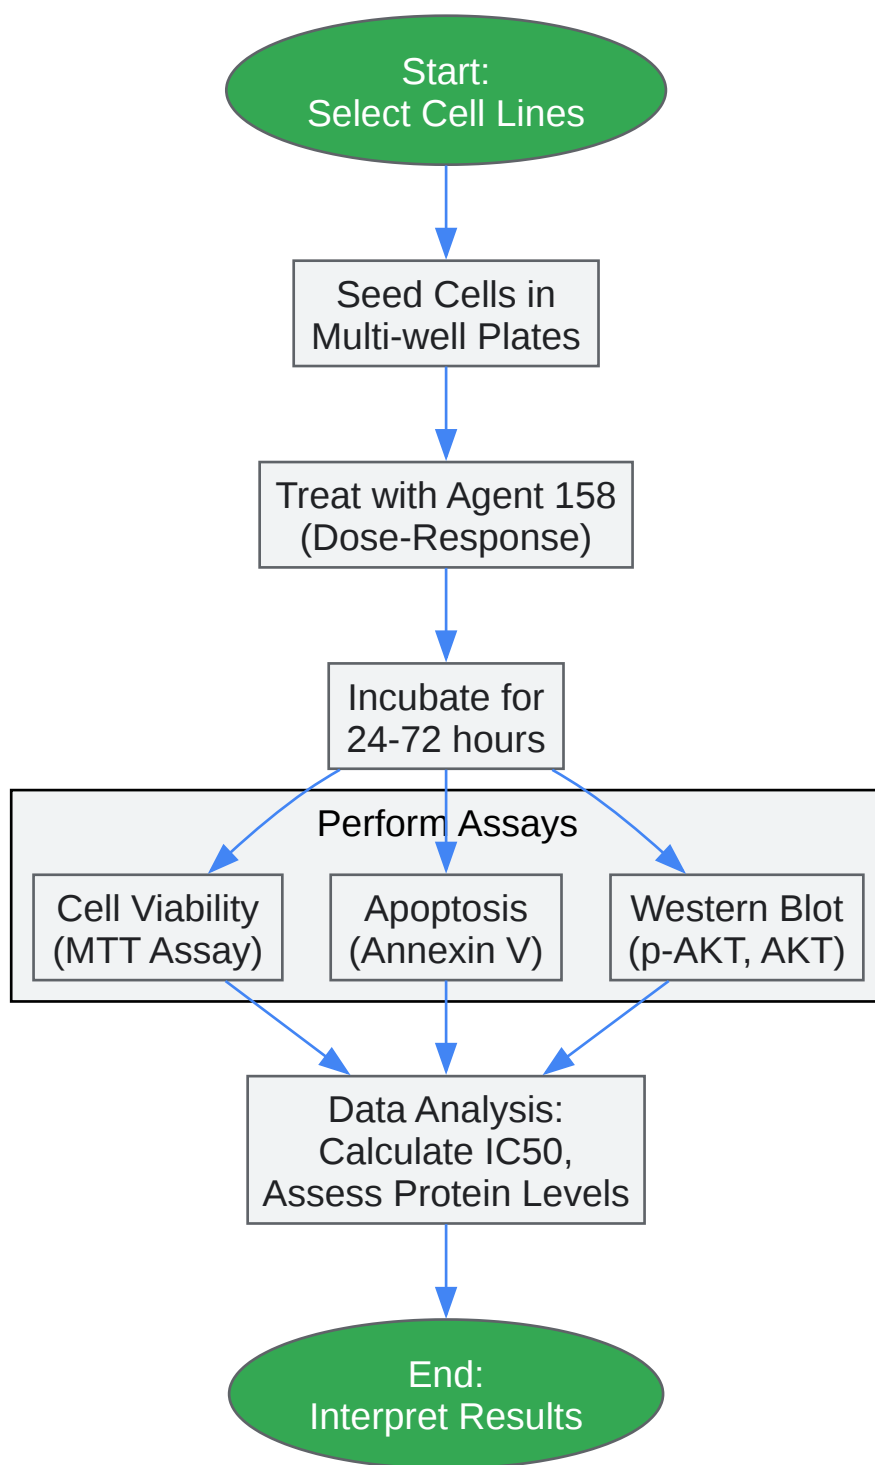 Start:
Select Cell Lines
Seed Cells in
Multi-well Plates
Treat with Agent 158
(Dose-Response)
Incubate for
24-72 hours
Perform Assays
Cell Viability
(MTT Assay)
Apoptosis
(Annexin V)
Western Blot
(p-AKT, AKT)
Data Analysis:
Calculate IC50,
Assess Protein Levels
End:
Interpret Results